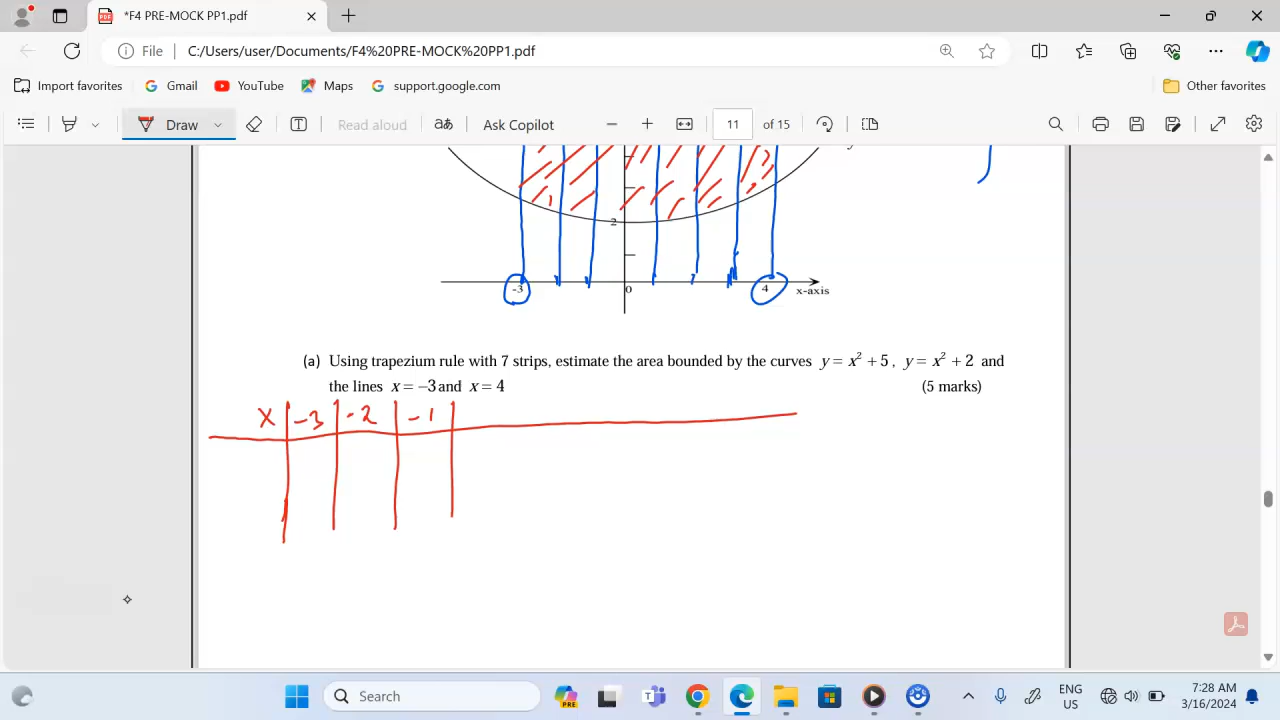 *F4 PRE-MOCK PP1.pdf
File C:/Users/user/Documents/F4%20PRE-MOCK%20PP1.pdf
Import favorites Gmail YouTube Maps support.google.com Other favorites
Draw Read aloud aあ Ask Copilot 11 of 15
2
-3 0 4 x-axis
(a) Using trapezium rule with 7 strips, estimate the area bounded by the curves y = x² + 5 , y = x² + 2 and
the lines x = −3 and x = 4 (5 marks)
x -3 -2 -1
Search PRE ENG 7:28 AM
US 3/16/2024